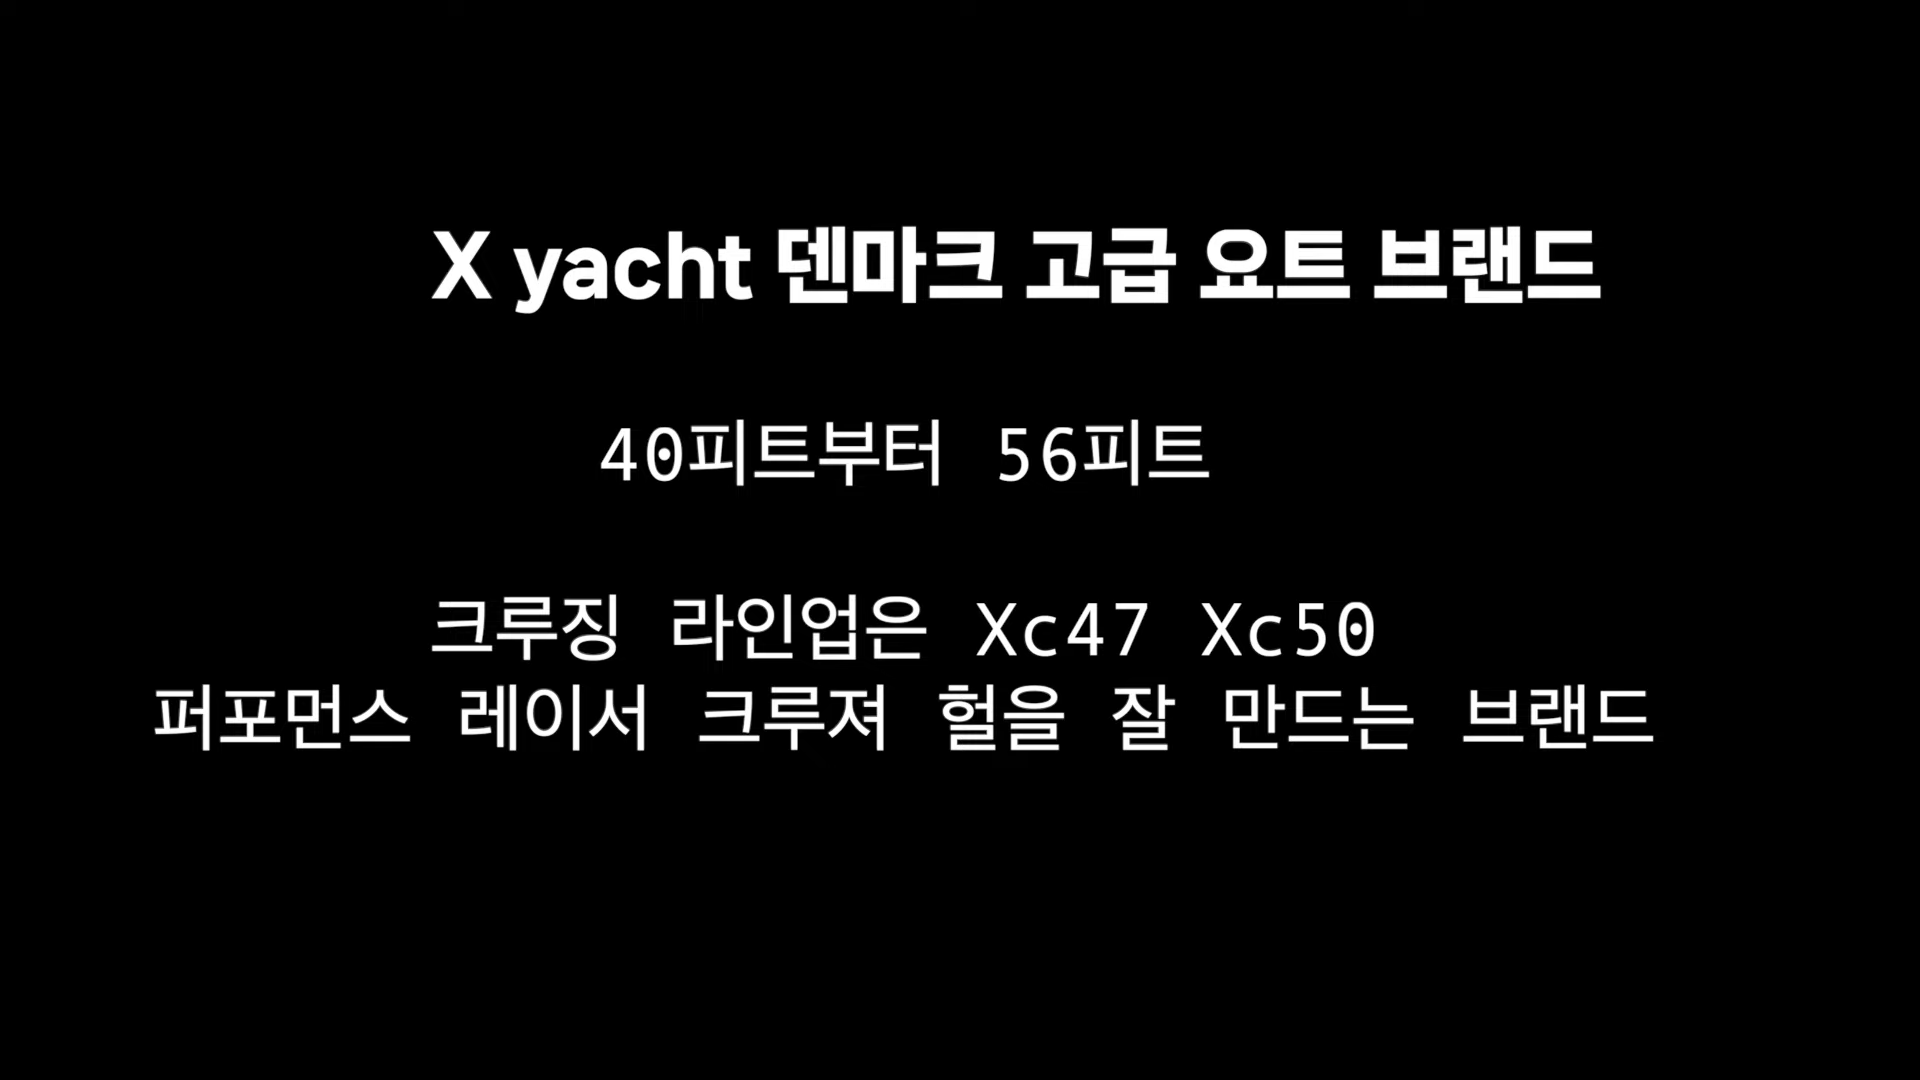 X yacht 덴마크 고급 요트 브랜드
40피트부터 56피트
크루징 라인업은 Xc47 Xc50
퍼포먼스 레이서 크루져 헐을 잘 만드는 브랜드